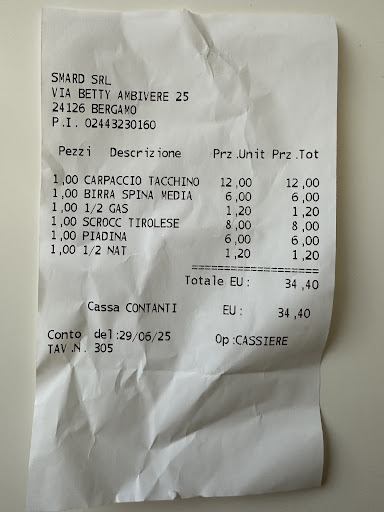 SMARD SRL
VIA BETTY AMBIVERE 25
24126 BERGAMO
P.I. 02443230160
Pezzi Descrizione Prz.Unit Prz.Tot
1,00 CARPACCIO TACCHINO 12,00 12,00
1,00 BIRRA SPINA MEDIA 6,00 6,00
1,00 1/2 GAS 1,20 1,20
1,00 SCROCC TIROLESE 8,00 8,00
1,00 PIADINA 6,00 6,00
1,00 1/2 NAT 1,20 1,20
====================
Totale EU: 34,40
Cassa CONTANTI EU: 34,40
Conto del:29/06/25 Op:CASSIERE
TAV.N. 305